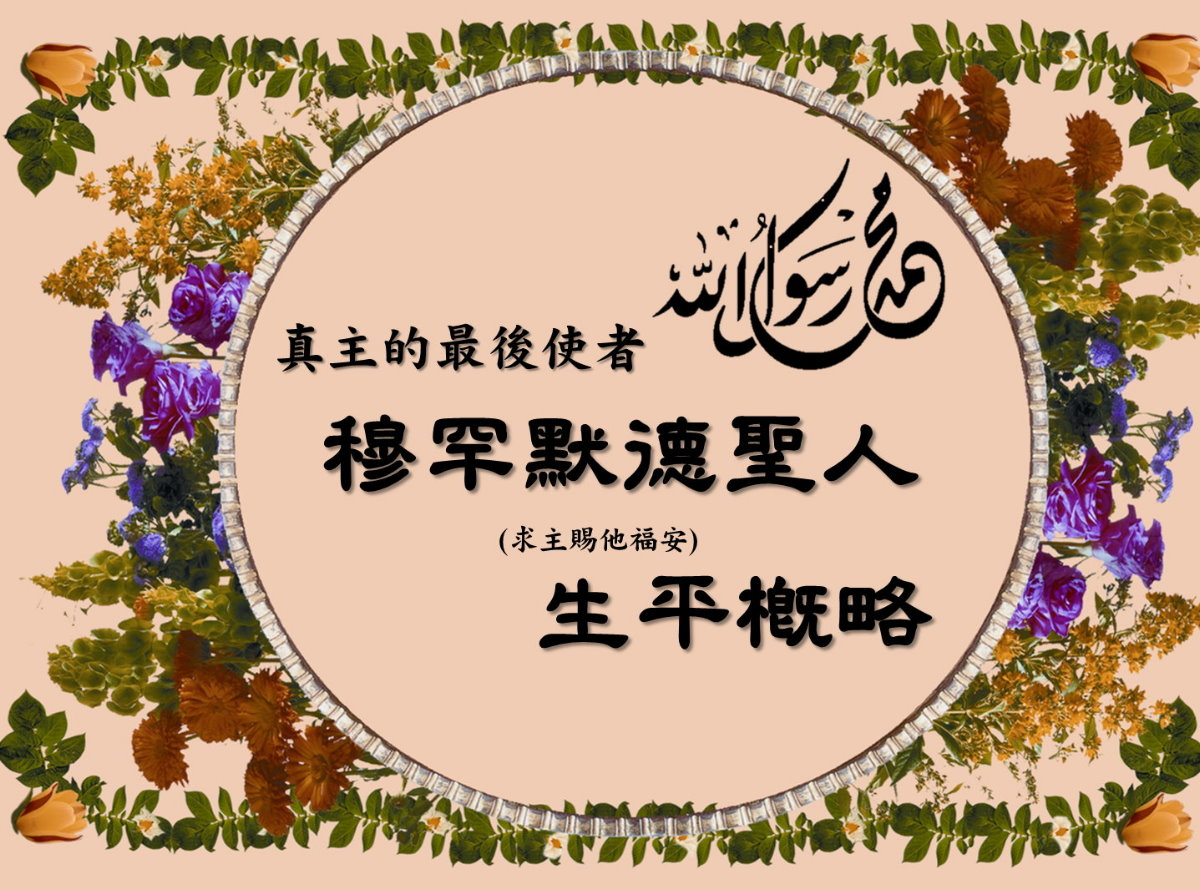 محمد رسول الله
真主的最後使者
穆罕默德聖人
(求主賜他福安)
生平概略